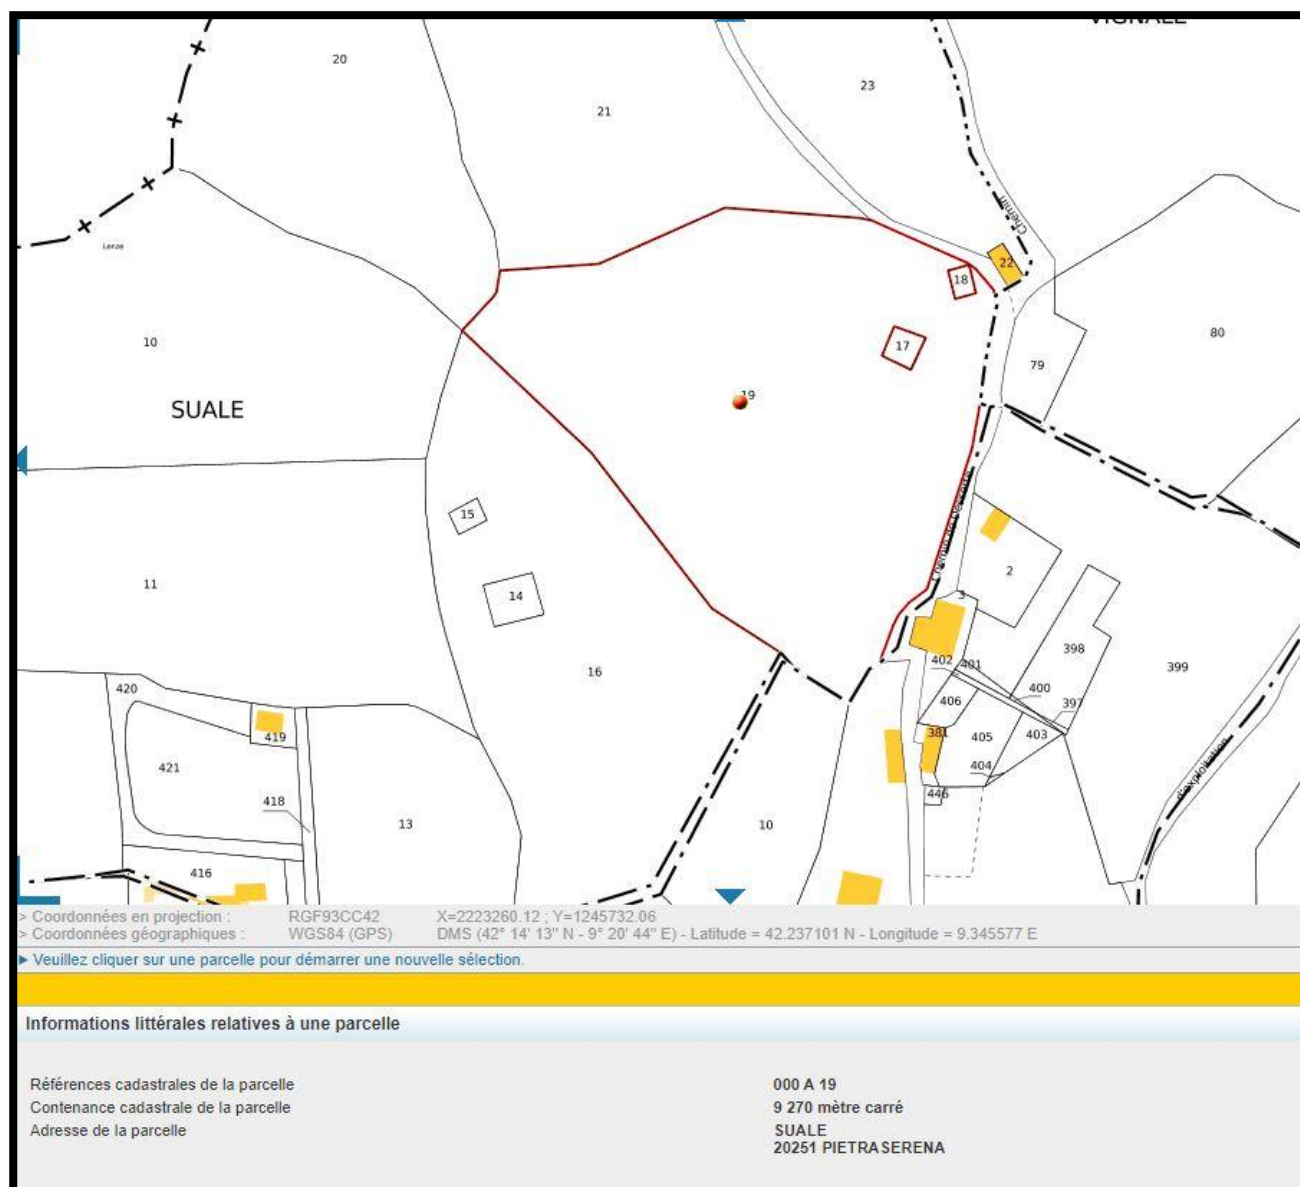 VIGNALE
20
21
23
Chemin
Lenze
22
18
10
80
17
79
19
SUALE
Chemin de Desserte
15
2
11
14
3
398
16
402
401
399
420
400
406
397
381
419
405
403
421
404
d'exploitation
418
446
13
10
416
> Coordonnées en projection : RGF93CC42 X=2223260.12 ; Y=1245732.06
> Coordonnées géographiques : WGS84 (GPS) DMS (42° 14' 13" N - 9° 20' 44" E) - Latitude = 42.237101 N - Longitude = 9.345577 E
Veuillez cliquer sur une parcelle pour démarrer une nouvelle sélection.
Informations littérales relatives à une parcelle
Références cadastrales de la parcelle 000 A 19
Contenance cadastrale de la parcelle 9 270 mètre carré
Adresse de la parcelle SUALE
20251 PIETRASERENA